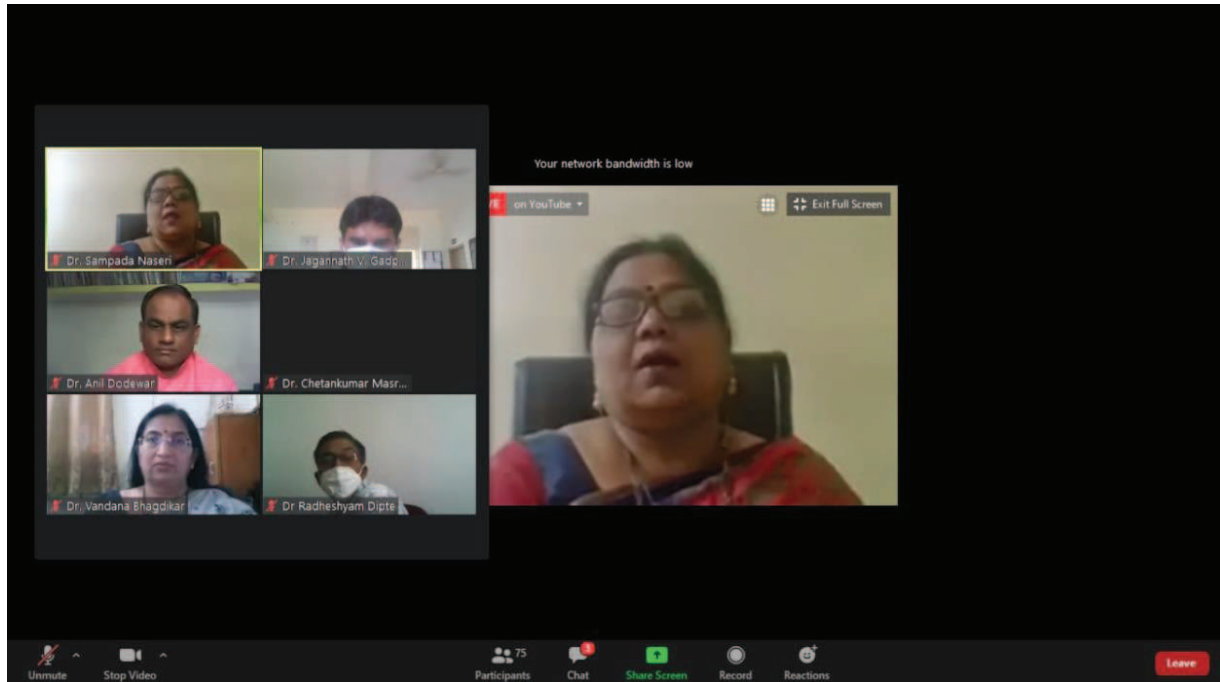 Your network bandwidth is low
VE on YouTube
Exit Full Screen
Dr. Sampada Naseri
Dr. Jagannath V. Gadp...
Dr. Anil Dodewar
Dr. Chetankumar Masr...
Dr. Vandana Bhagdikar
Dr Radheshyam Dipte
Unmute
Stop Video
75
Participants
3
Chat
Share Screen
Record
Reactions
Leave